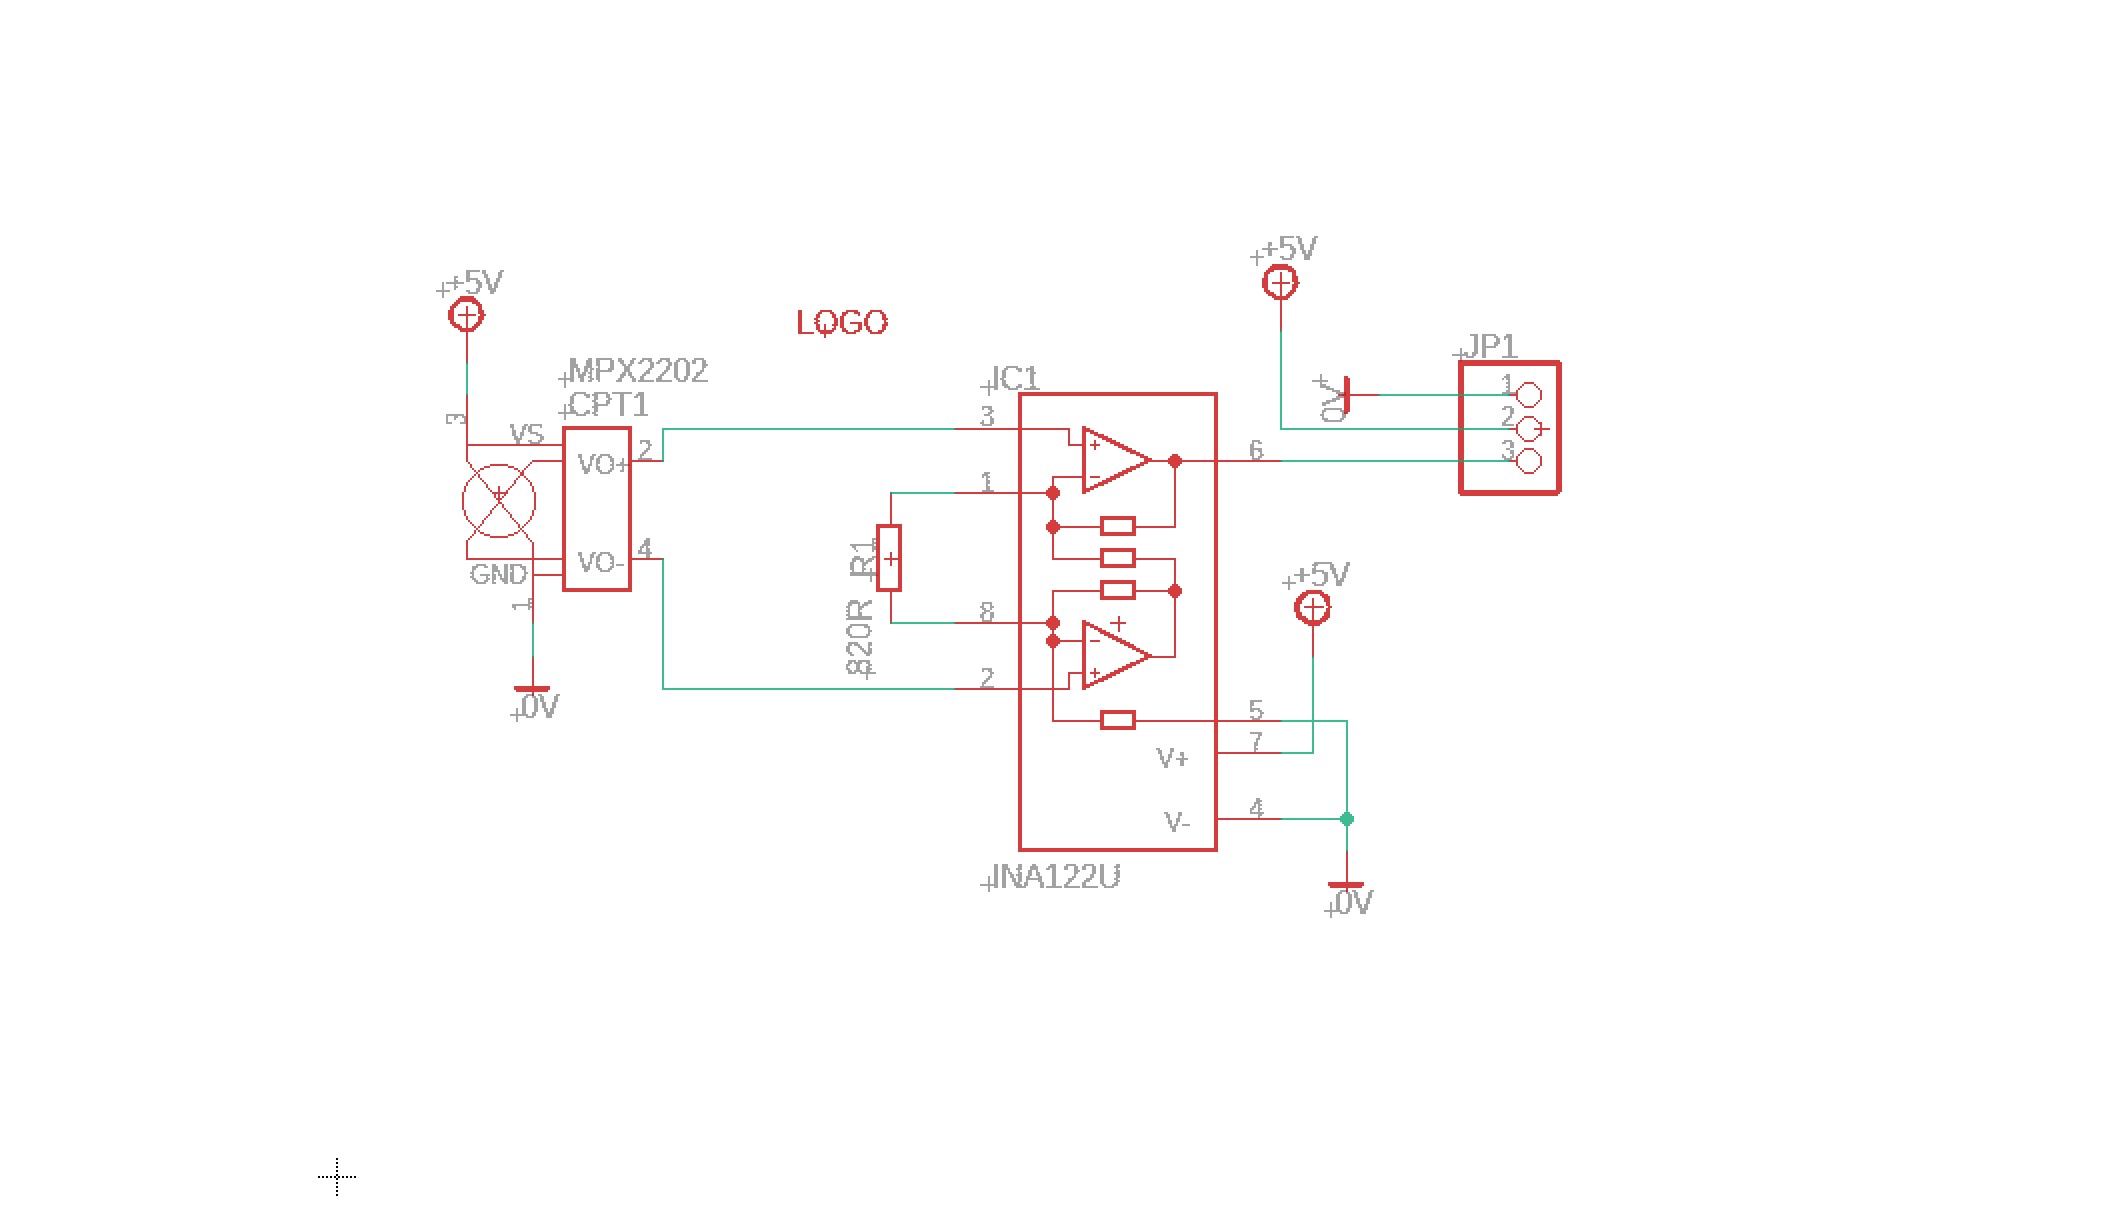 +5V
LOGO
+5V
MPX2202
CPT1
IC1
JP1
3
VS
VO+
2
VO-
4
GND
1
0V
R1
820R
3
1
8
2
6
5
7
4
V+
V-
INA122U
0V
1
2
3
+5V
0V